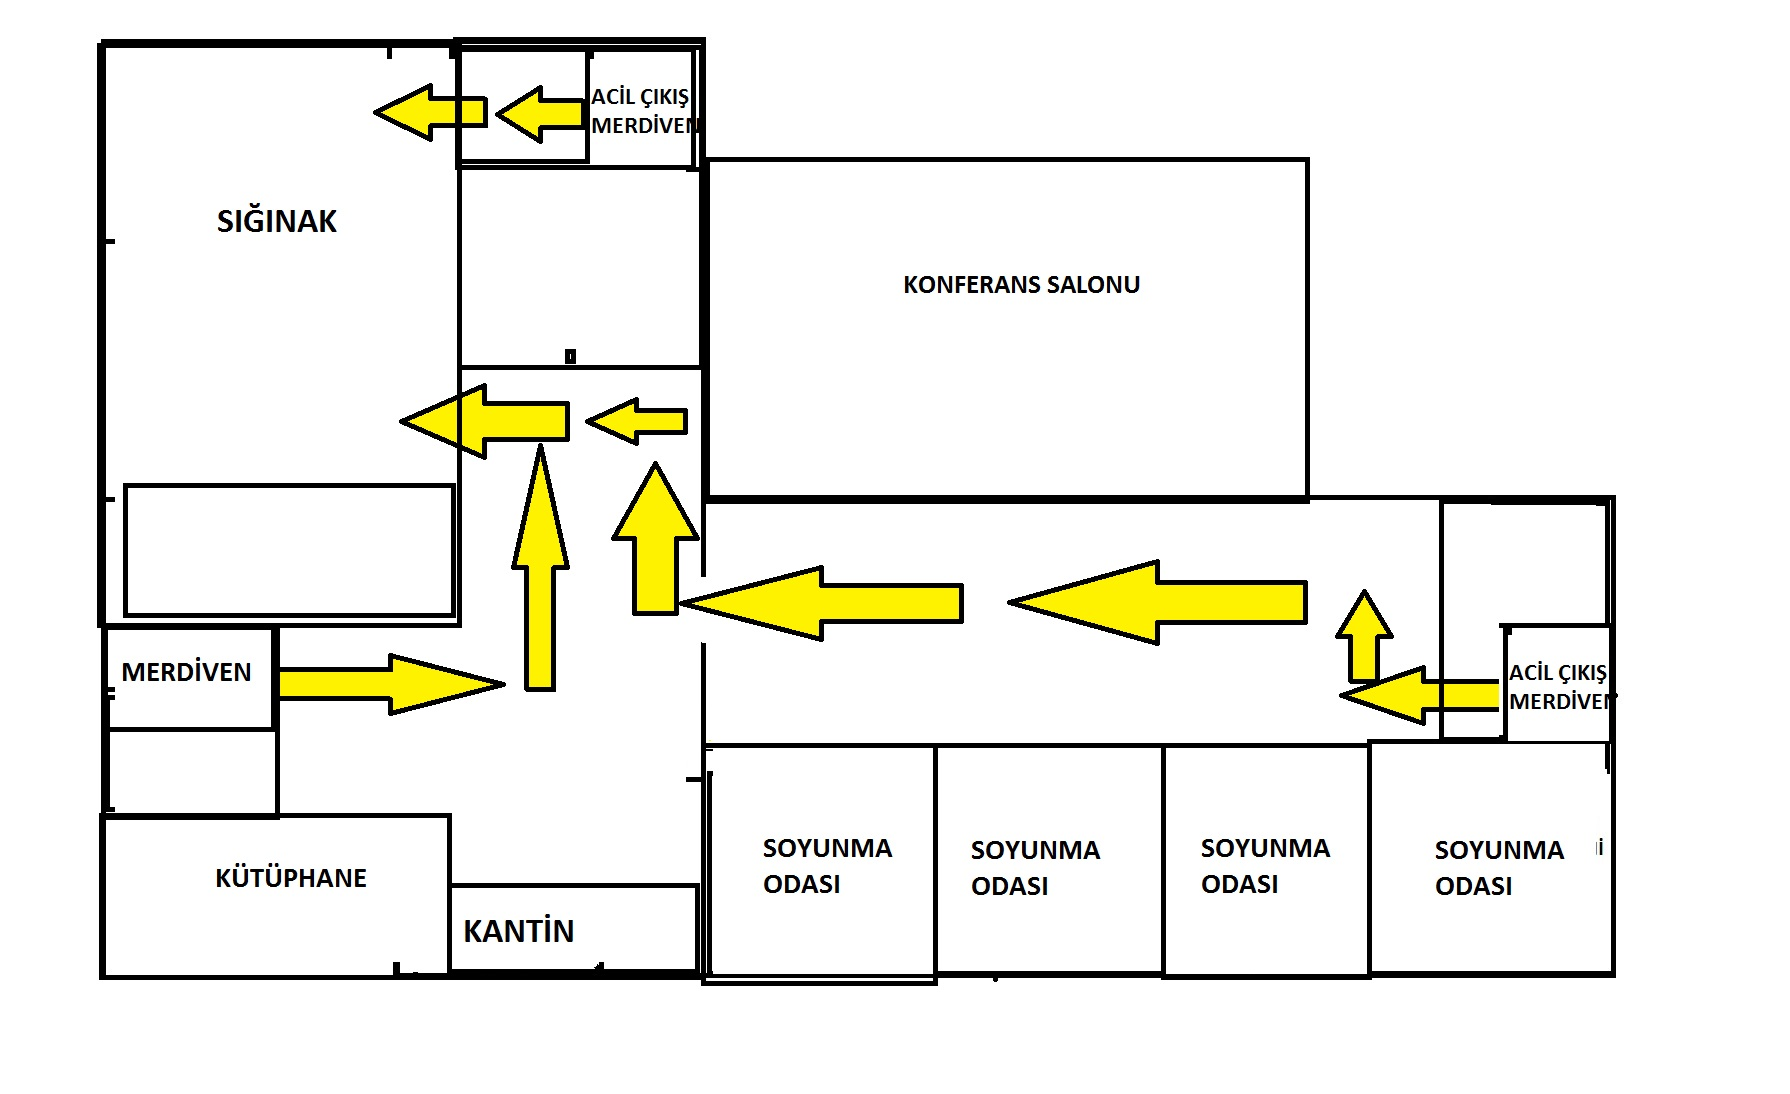 ACİL ÇIKIŞ
MERDİVEN
SIĞINAK
KONFERANS SALONU
MERDİVEN
ACİL ÇIKIŞ
MERDİVEN
KÜTÜPHANE
KANTİN
SOYUNMA
ODASI
SOYUNMA
ODASI
SOYUNMA
ODASI
SOYUNMA
ODASI